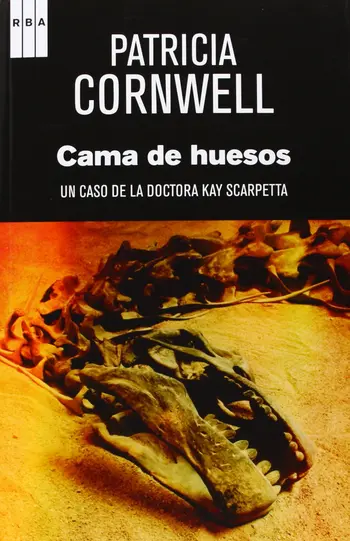 RBA
PATRICIA
CORNWELL
Cama de huesos
UN CASO DE LA DOCTORA KAY SCARPETTA